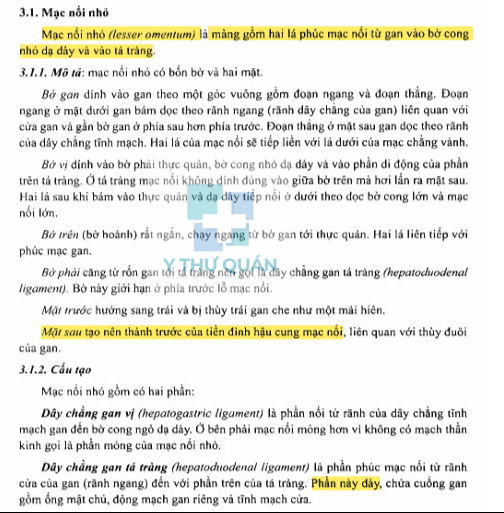 3.1. Mạc nối nhỏ
Mạc nối nhỏ (lesser omentum) là màng gồm hai lá phúc mạc nối từ gan vào bờ cong
nhỏ dạ dày và vào tá tràng.
3.1.1. Mô tả: mạc nối nhỏ có bốn bờ và hai mặt.
Bờ gan dính vào gan theo một góc vuông gồm đoạn ngang và đoạn thẳng. Đoạn
ngang ở mặt dưới gan bám dọc theo rãnh ngang (rãnh dây chằng của gan) liên quan với
cửa gan và gần bờ gan ở phía sau hơn phía trước. Đoạn thẳng ở mặt sau gan dọc theo rãnh
của dây chằng tĩnh mạch. Hai lá của mạc nối sẽ tiếp liền với lá dưới của mạc chằng vành.
Bờ vị dính vào bờ phải thực quản, bờ cong nhỏ dạ dày và vào phần di động của phần
trên tá tràng. Ở tá tràng mạc nối không dính đúng vào giữa bờ trên mà hơi lấn ra mặt sau.
Hai lá sau khi bám vào thực quản và dạ dày tiếp nối ở dưới theo dọc bờ cong lớn và mạc
nối lớn.
Bờ trên (bờ hoành) rất ngắn, chạy ngang từ bờ gan tới thực quản. Hai lá liên tiếp với
phúc mạc gan.
Y THƯ QUÁN
Bờ phải căng từ rốn gan tới tá tràng nên gọi là dây chằng gan tá tràng (hepatoduodenal
ligament). Bờ này giới hạn ở phía trước lỗ mạc nối.
Mặt trước hướng sang trái và bị thùy trái gan che như một mái hiên.
Mặt sau tạo nên thành trước của tiền đình hậu cung mạc nối, liên quan với thùy đuôi
của gan.
3.1.2. Cấu tạo
Mạc nối nhỏ gồm có hai phần:
Dây chằng gan vị (hepatogastric ligament) là phần nối từ rãnh của dây chằng tĩnh
mạch gan đến bờ cong ngỏ dạ dày. Ở bên phải mạc nối mỏng hơn vì không có mạch thần
kinh gọi là phần mỏng của mạc nối nhỏ.
Dây chằng gan tá tràng (hepatoduodenal ligament) là phần phúc mạc nối từ rãnh
cửa của gan (rãnh ngang) đến với phần trên của tá tràng. Phần này dày, chứa cuống gan
gồm ống mật chủ, động mạch gan riêng và tĩnh mạch cửa.